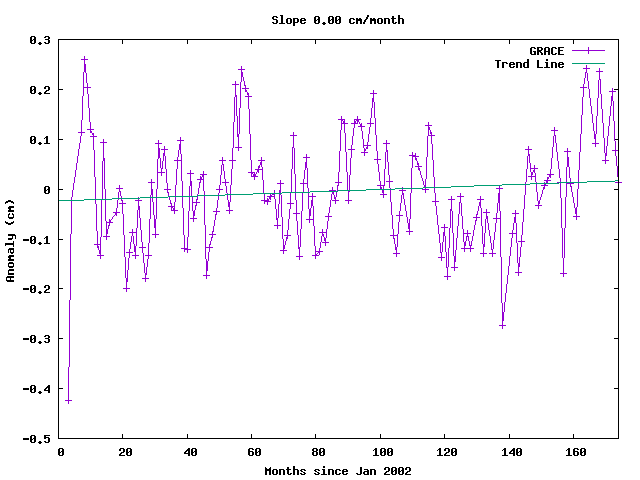 Slope 0.00 cm/month
GRACE
Trend Line
0.3
0.2
0.1
0
-0.1
-0.2
-0.3
-0.4
-0.5
Anomaly (cm)
0 20 40 60 80 100 120 140 160
Months since Jan 2002